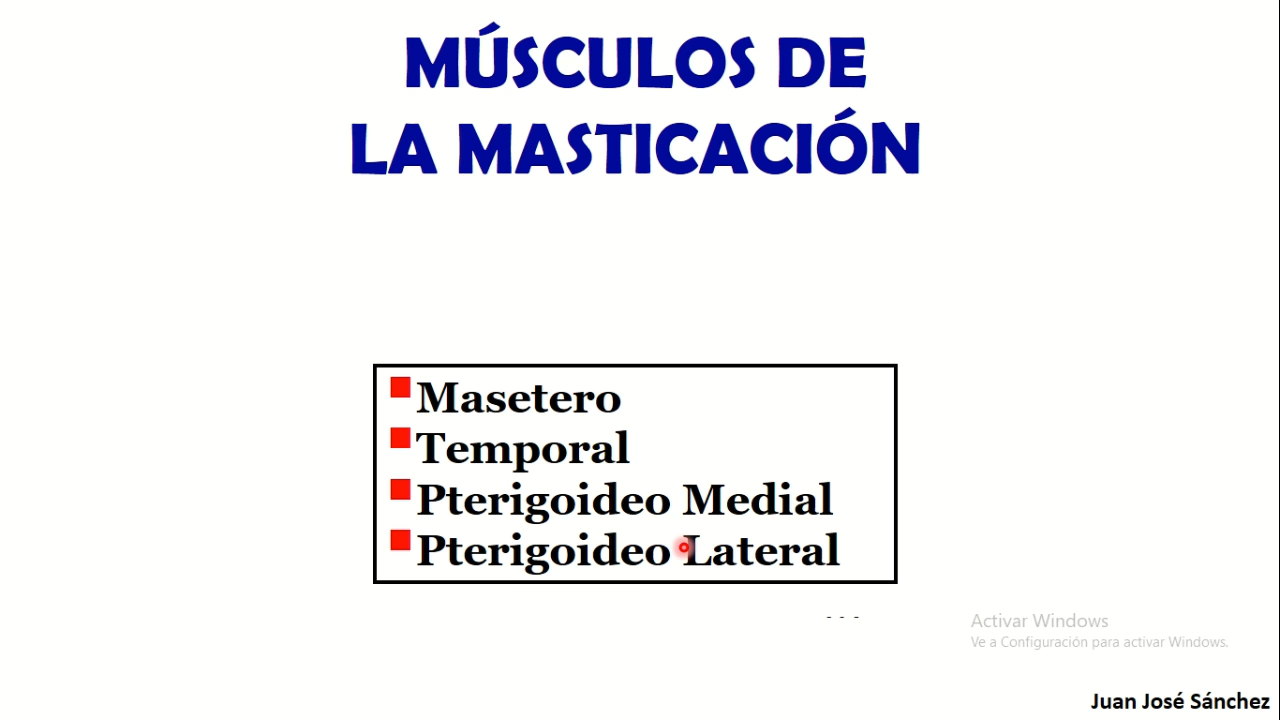 MÚSCULOS DE
LA MASTICACIÓN
Masetero
Temporal
Pterigoideo Medial
Pterigoideo Lateral
- - -
Activar Windows
Ve a Configuración para activar Windows.
Juan José Sánchez